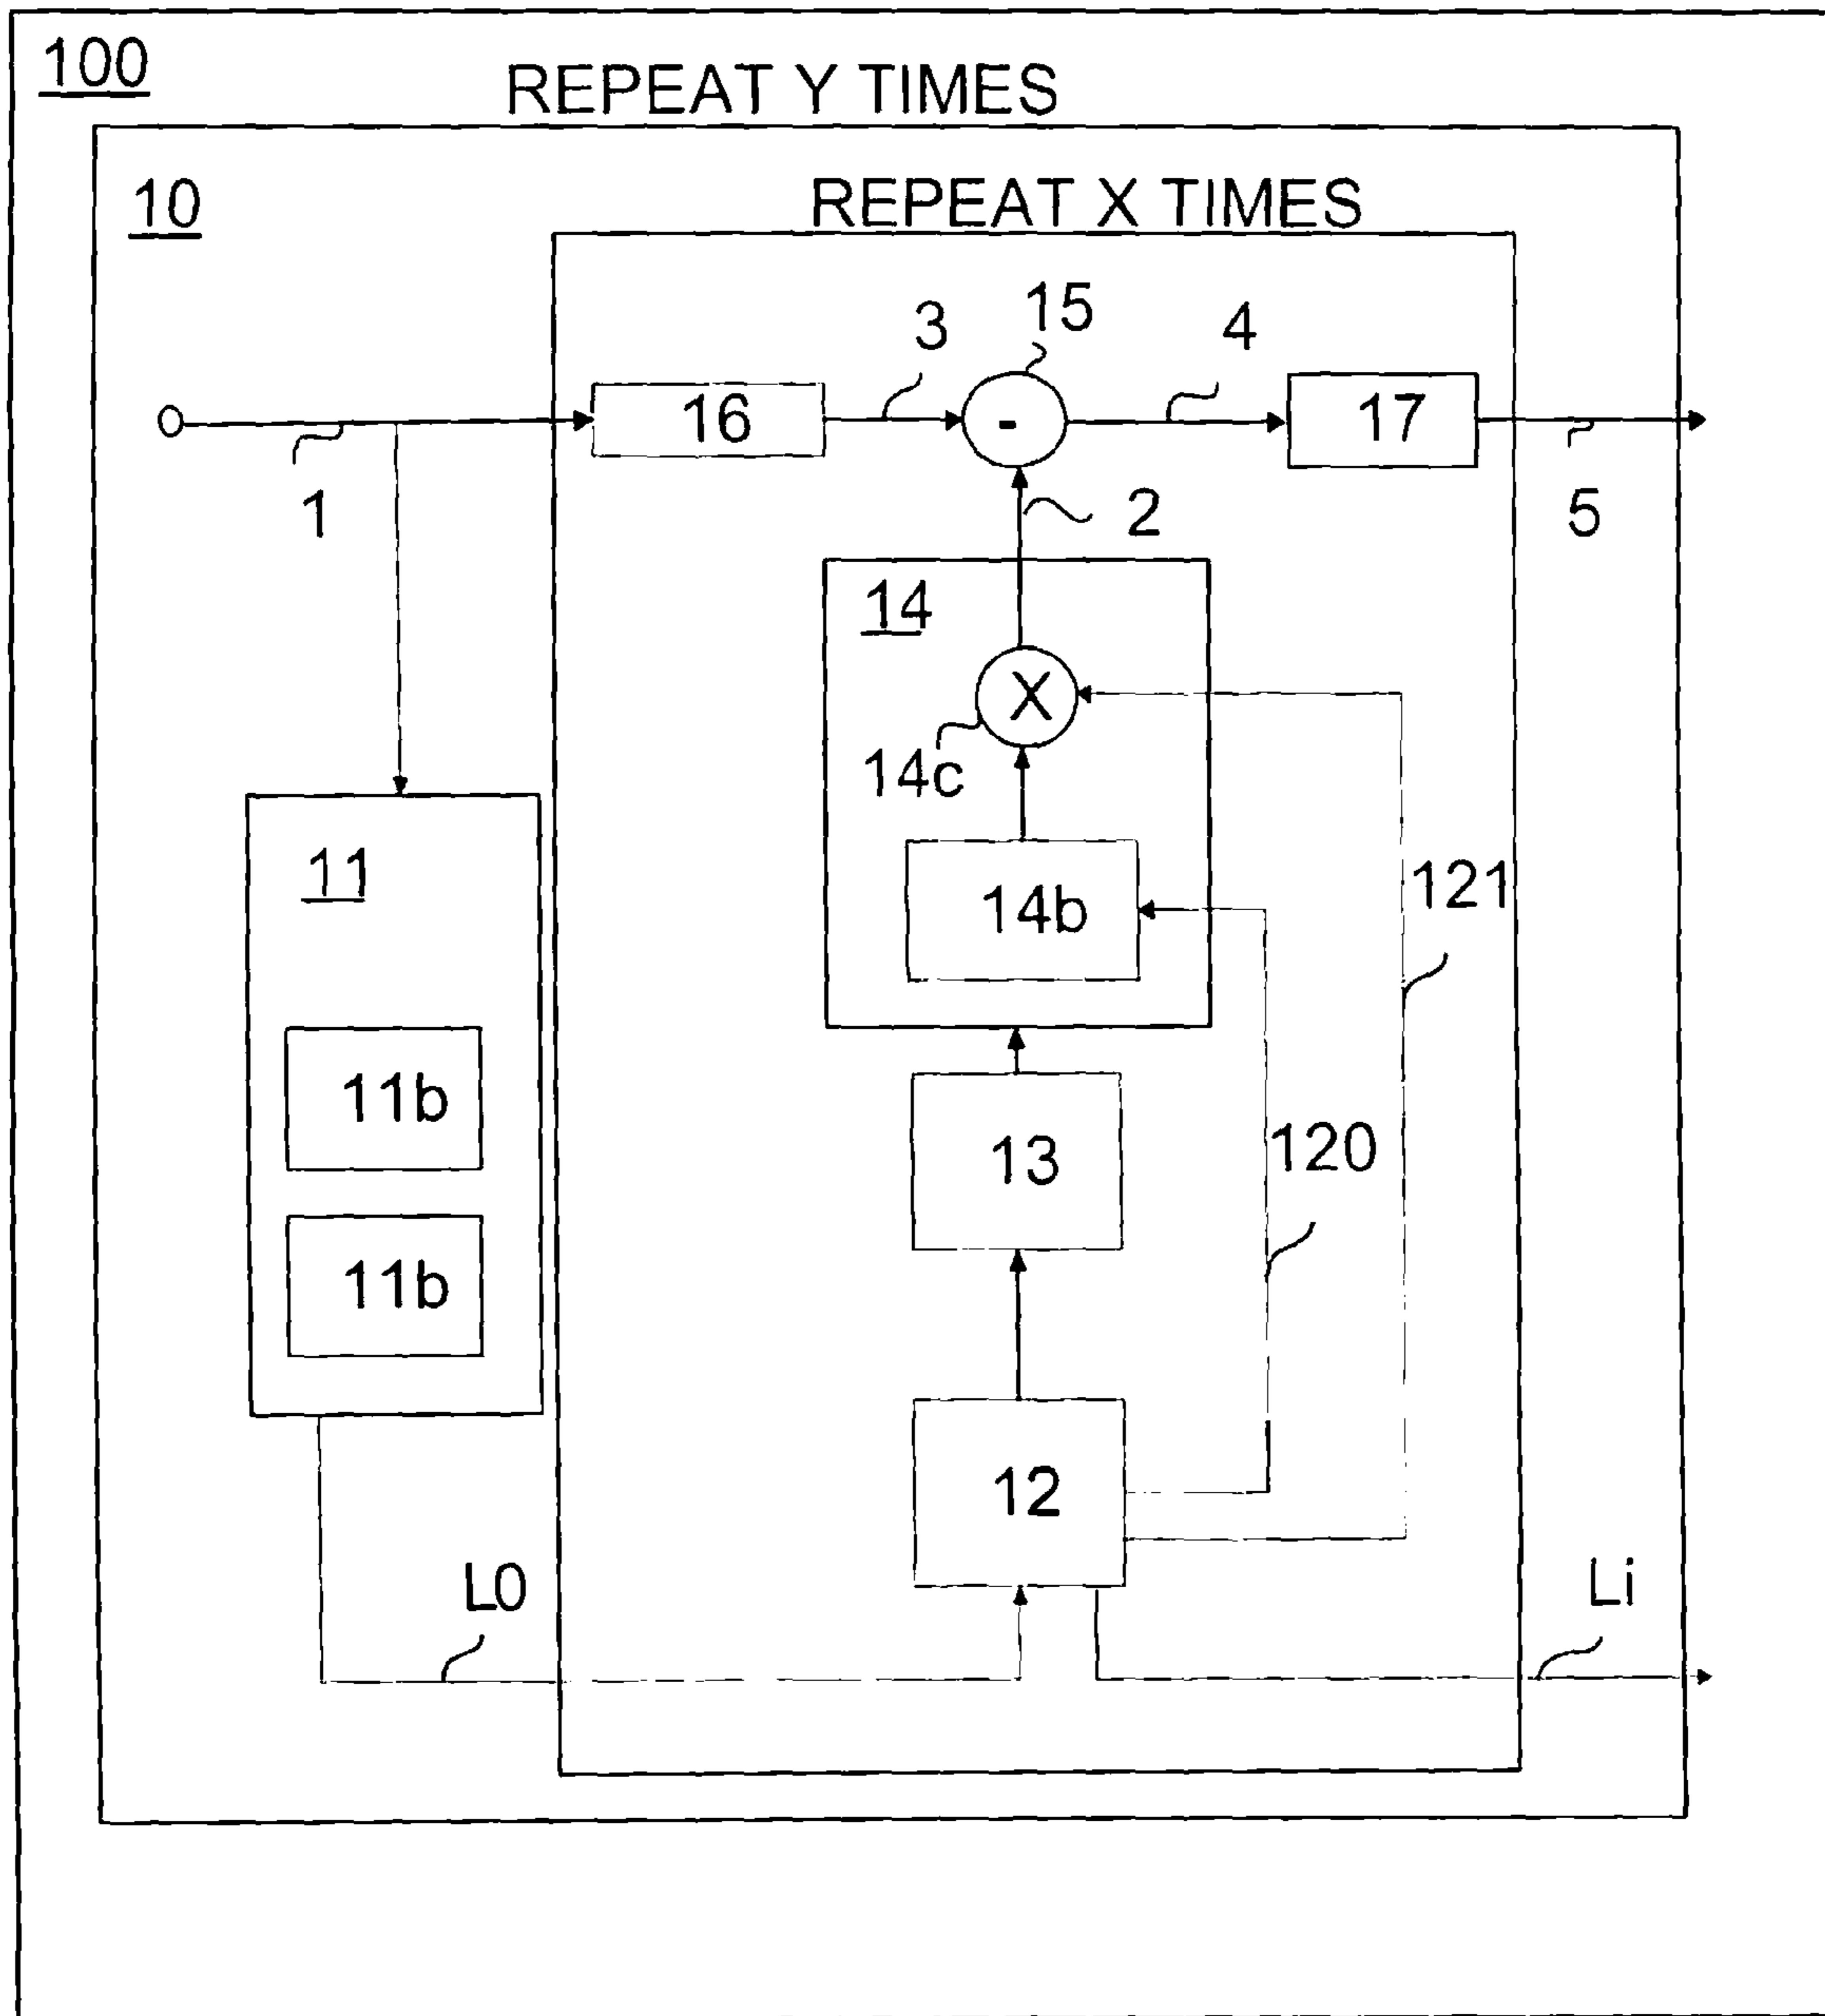 100
REPEAT Y TIMES
10
REPEAT X TIMES
15
3
4
16
-
17
1
2
5
14
X
14c
11
14b
121
11b
13
120
11b
12
L0
Li